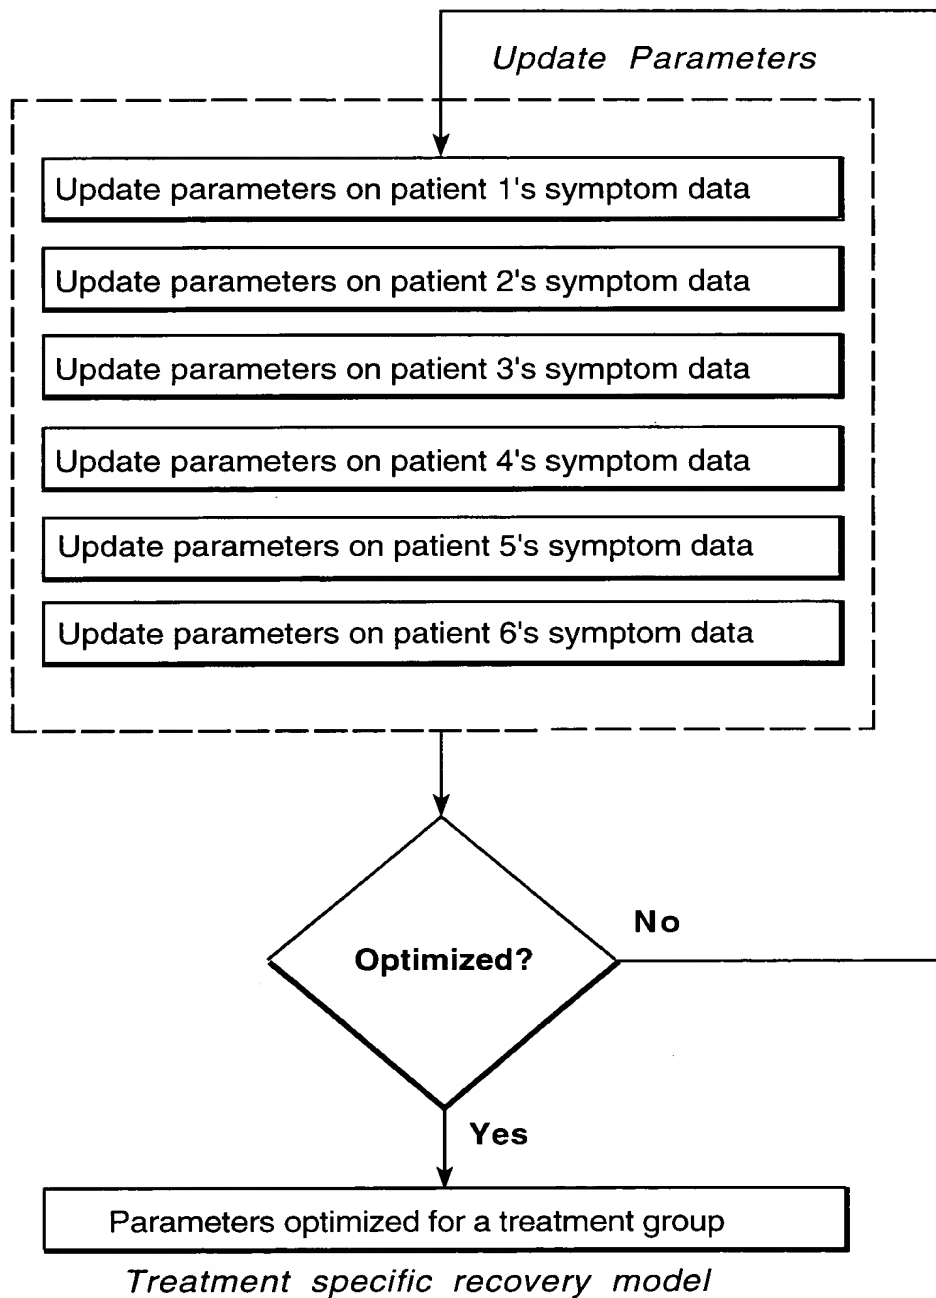 Update Parameters
Update parameters on patient 1's symptom data
Update parameters on patient 2's symptom data
Update parameters on patient 3's symptom data
Update parameters on patient 4's symptom data
Update parameters on patient 5's symptom data
Update parameters on patient 6's symptom data
No
Optimized?
Yes
Parameters optimized for a treatment group
Treatment specific recovery model